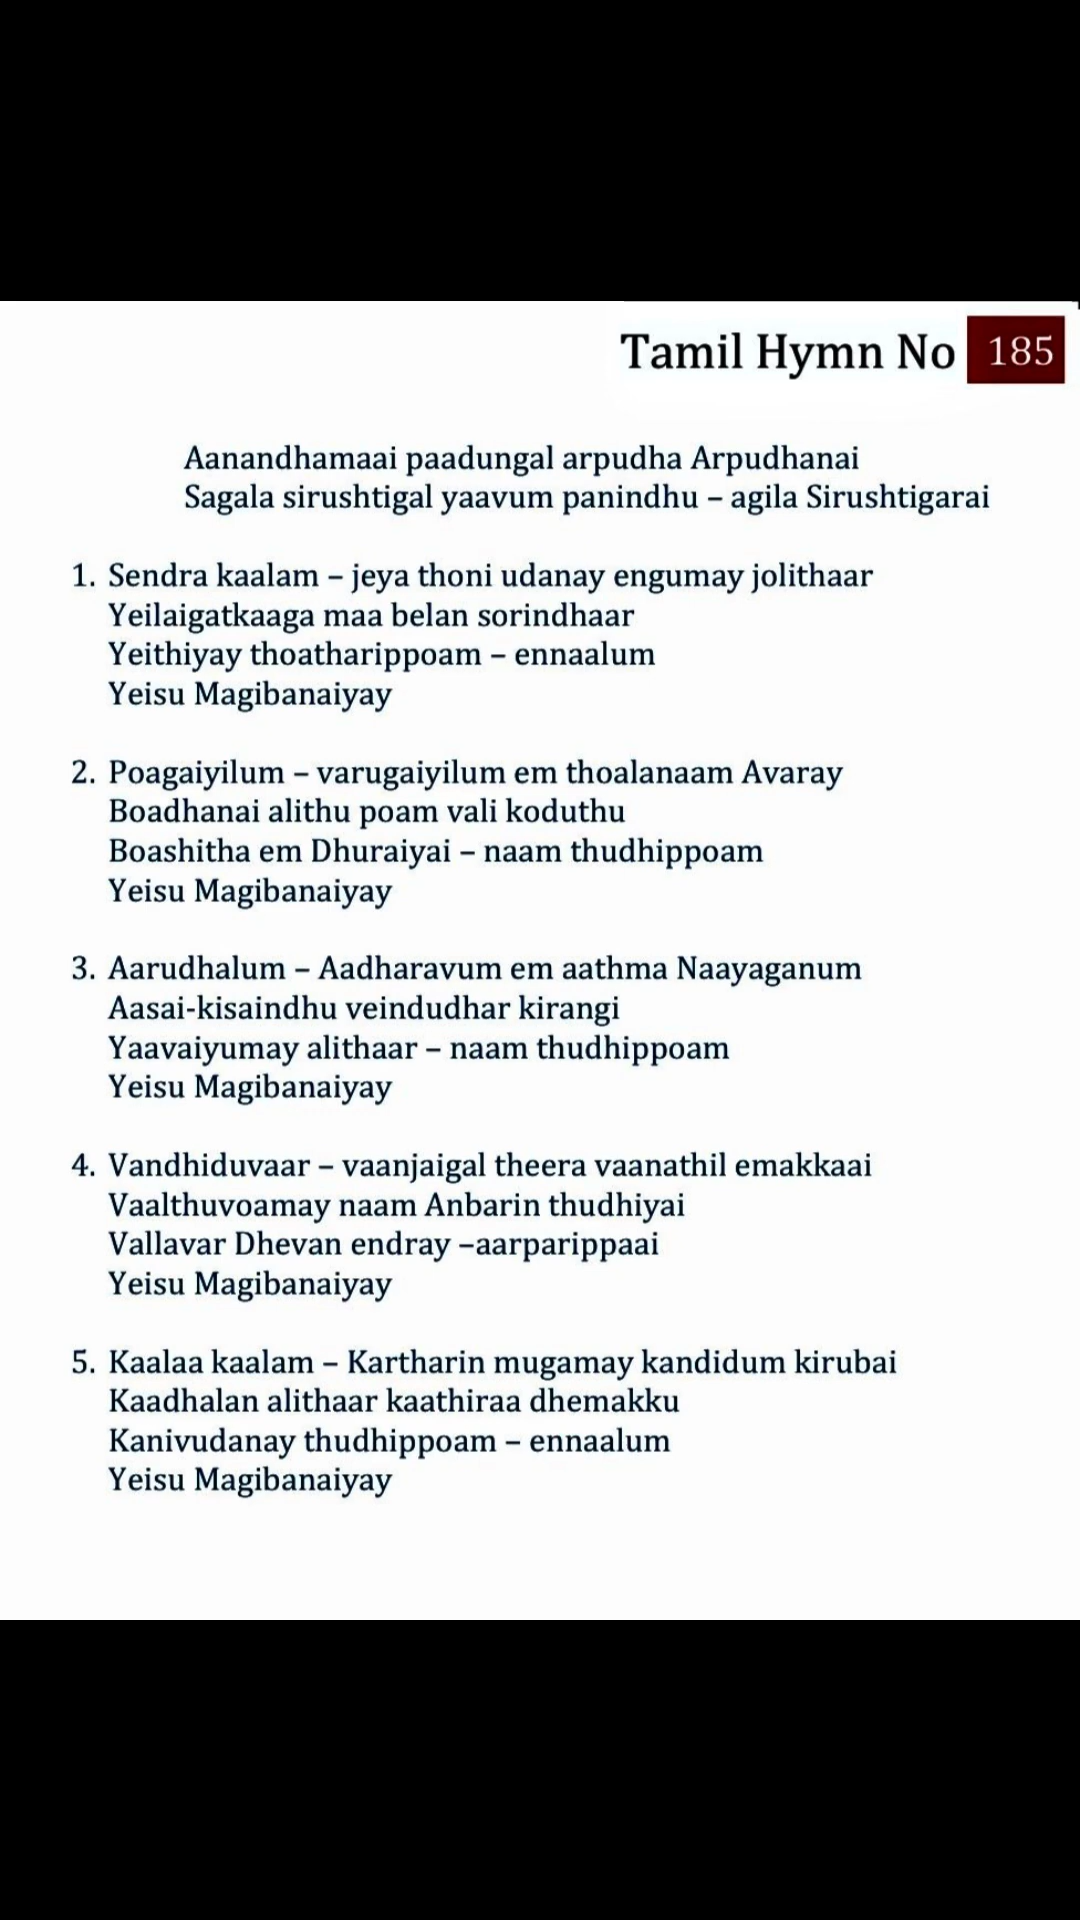 Tamil Hymn No 185
Aanandhamaai paadungal arpudha Arpudhanai
Sagala sirushtigal yaavum panindhu – agila Sirushtigarai
1. Sendra kaalam – jeya thoni udanay engumay jolithaar
Yeilaigatkaaga maa belan sorindhaar
Yeithiyay thoatharippoam – ennaalum
Yeisu Magibanaiyay
2. Poagaiyilum – varugaiyilum em thoalanaam Avaray
Boadhanai alithu poam vali koduthu
Boashitha em Dhuraiyai – naam thudhippoam
Yeisu Magibanaiyay
3. Aarudhalum – Aadharavum em aathma Naayaganum
Aasai-kisaindhu veindudhar kirangi
Yaavaiyumay alithaar – naam thudhippoam
Yeisu Magibanaiyay
4. Vandhiduvaar – vaanjaigal theera vaanathil emakkaai
Vaalthuvoamay naam Anbarin thudhiyai
Vallavar Dhevan endray –aarparippaai
Yeisu Magibanaiyay
5. Kaalaa kaalam – Kartharin mugamay kandidum kirubai
Kaadhalan alithaar kaathiraa dhemakku
Kanivudanay thudhippoam – ennaalum
Yeisu Magibanaiyay